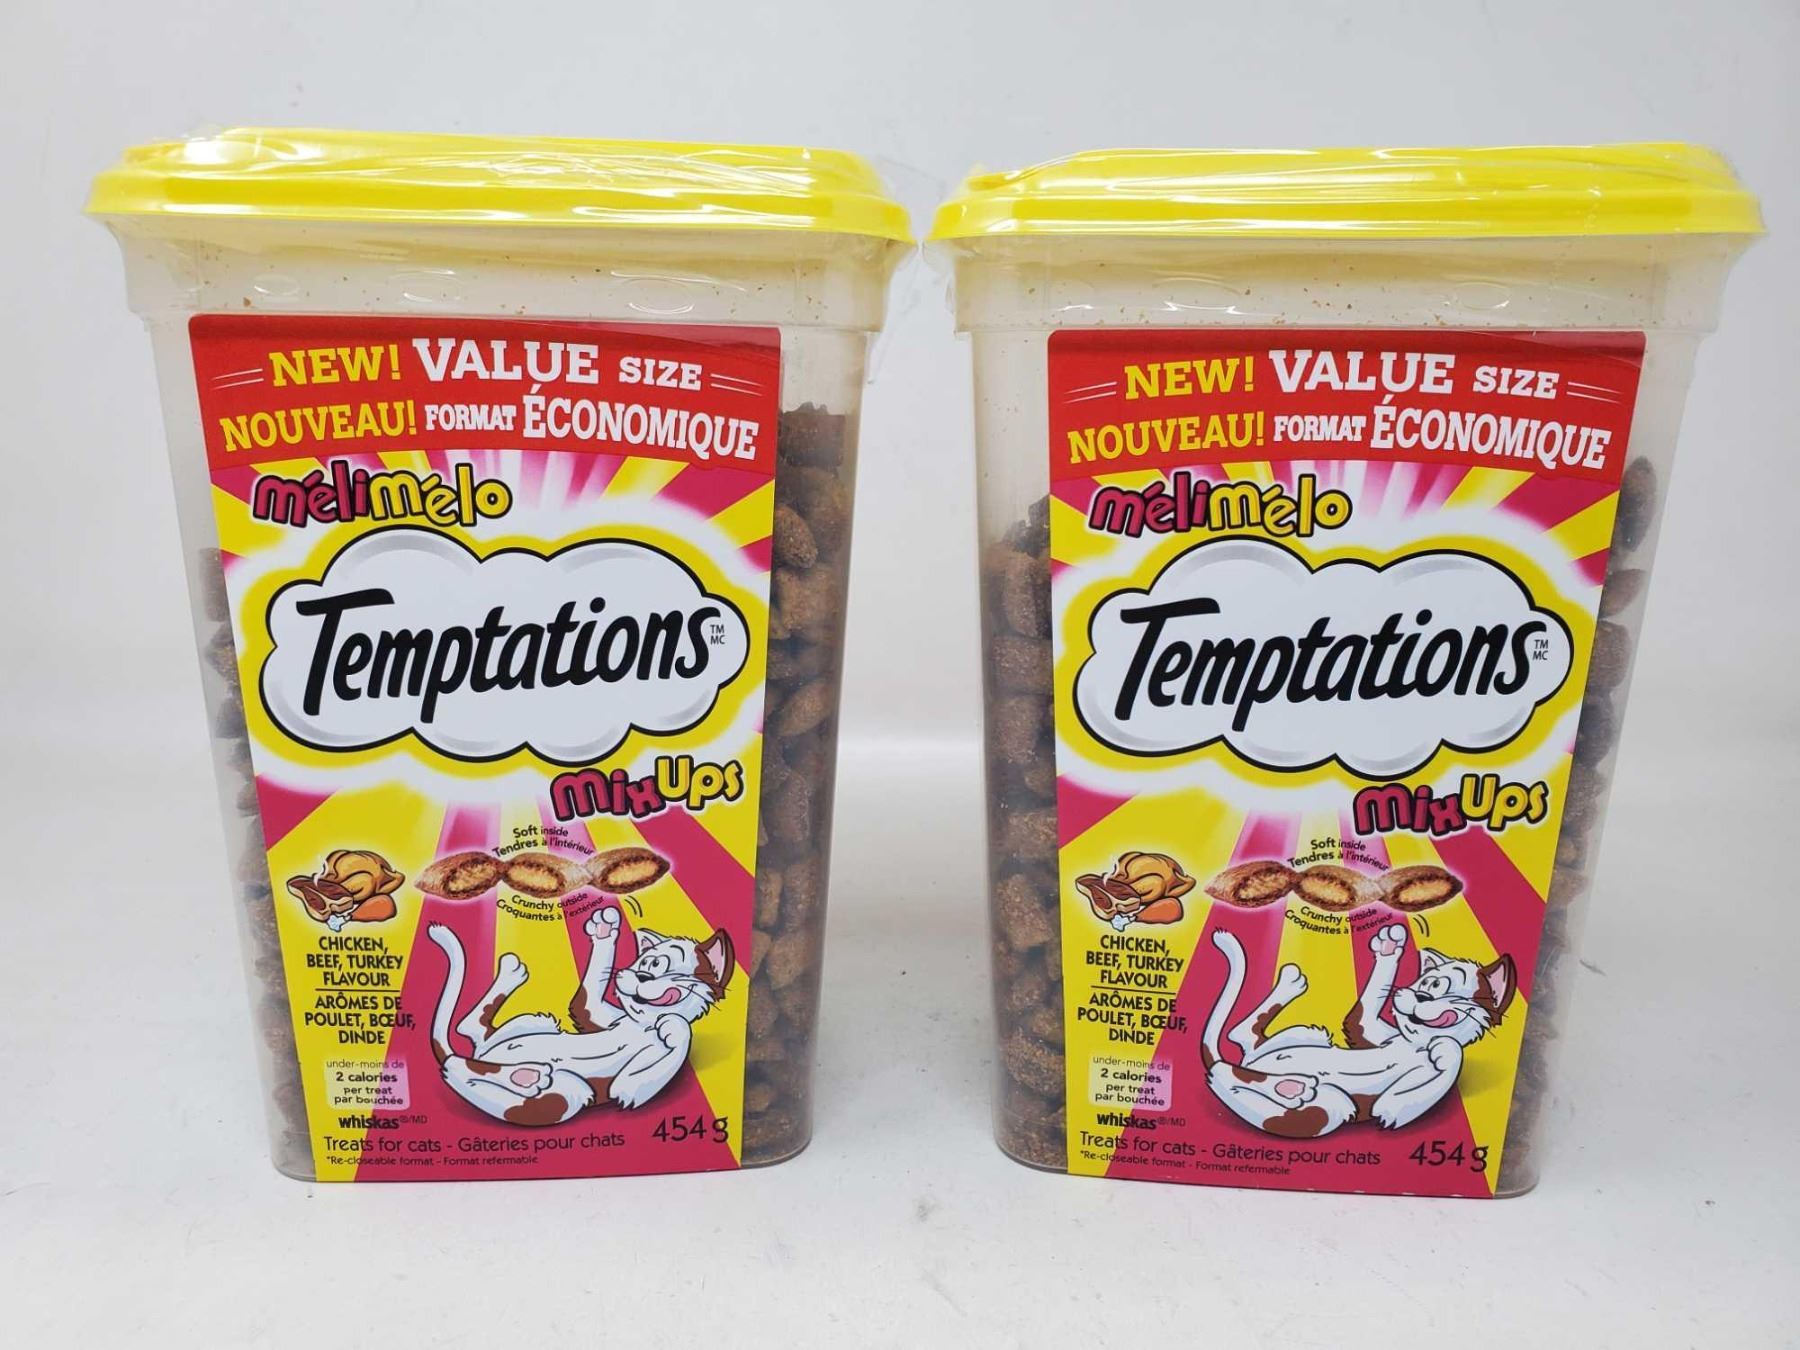 NEW! VALUE SIZE
NOUVEAU! FORMAT ÉCONOMIQUE
mélimélo
Temptations TM MC
mixUps
Soft inside
Tendres à l'intérieur
Crunchy outside
Croquantes à l'extérieur
CHICKEN,
BEEF, TURKEY
FLAVOUR
ARÔMES DE
POULET, BŒUF,
DINDE
under-moins de
2 calories
per treat
par bouchée
whiskas®/MD
Treats for cats - Gâteries pour chats 454 g
*Re-closeable format - Format refermable
NEW! VALUE SIZE
NOUVEAU! FORMAT ÉCONOMIQUE
mélimélo
Temptations TM MC
mixUps
Soft inside
Tendres à l'intérieur
Crunchy outside
Croquantes à l'extérieur
CHICKEN,
BEEF, TURKEY
FLAVOUR
ARÔMES DE
POULET, BŒUF,
DINDE
under-moins de
2 calories
per treat
par bouchée
whiskas®/MD
Treats for cats - Gâteries pour chats 454 g
*Re-closeable format - Format refermable